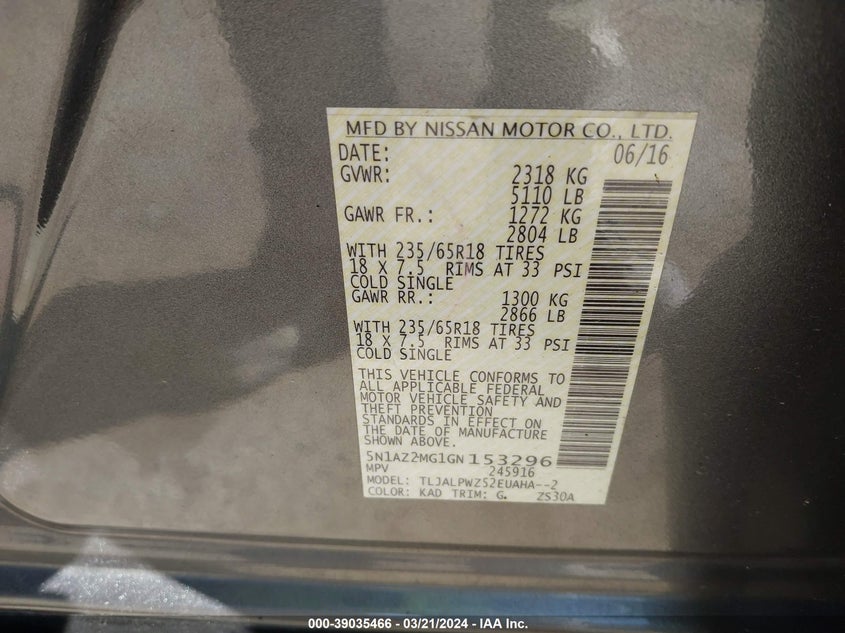 MFD BY NISSAN MOTOR CO., LTD.
DATE: 06/16
GVWR: 2318 KG
5110 LB
GAWR FR.: 1272 KG
2804 LB
WITH 235/65R18 TIRES
18 X 7.5 RIMS AT 33 PSI
COLD SINGLE
GAWR RR.: 1300 KG
2866 LB
WITH 235/65R18 TIRES
18 X 7.5 RIMS AT 33 PSI
COLD SINGLE
THIS VEHICLE CONFORMS TO
ALL APPLICABLE FEDERAL
MOTOR VEHICLE SAFETY AND
THEFT PREVENTION
STANDARDS IN EFFECT ON
THE DATE OF MANUFACTURE
SHOWN ABOVE.
5N1AZ2MG1GN153296
MPV 245916
MODEL: TLJALPWZ52EUAHA--2
COLOR: KAD TRIM: G. ZS30A
000-39035466 - 03/21/2024 - IAA Inc.